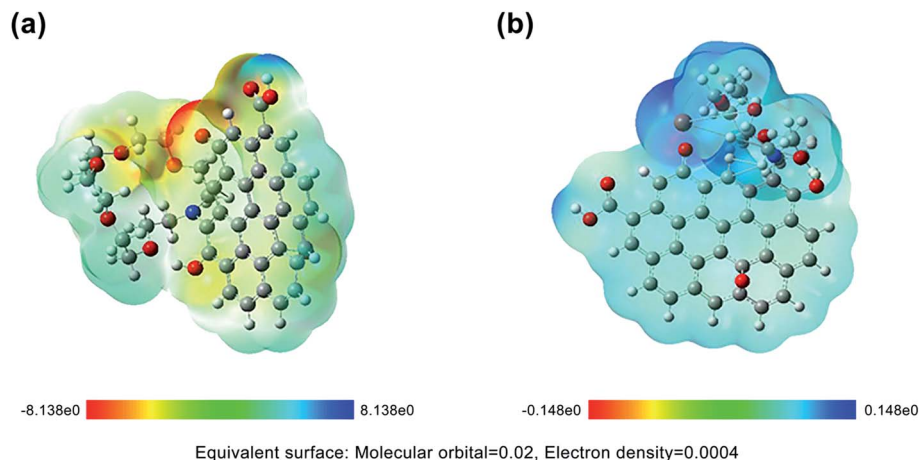 (a)
(b)
-8.138e0 8.138e0
-0.148e0 0.148e0
Equivalent surface: Molecular orbital=0.02, Electron density=0.0004